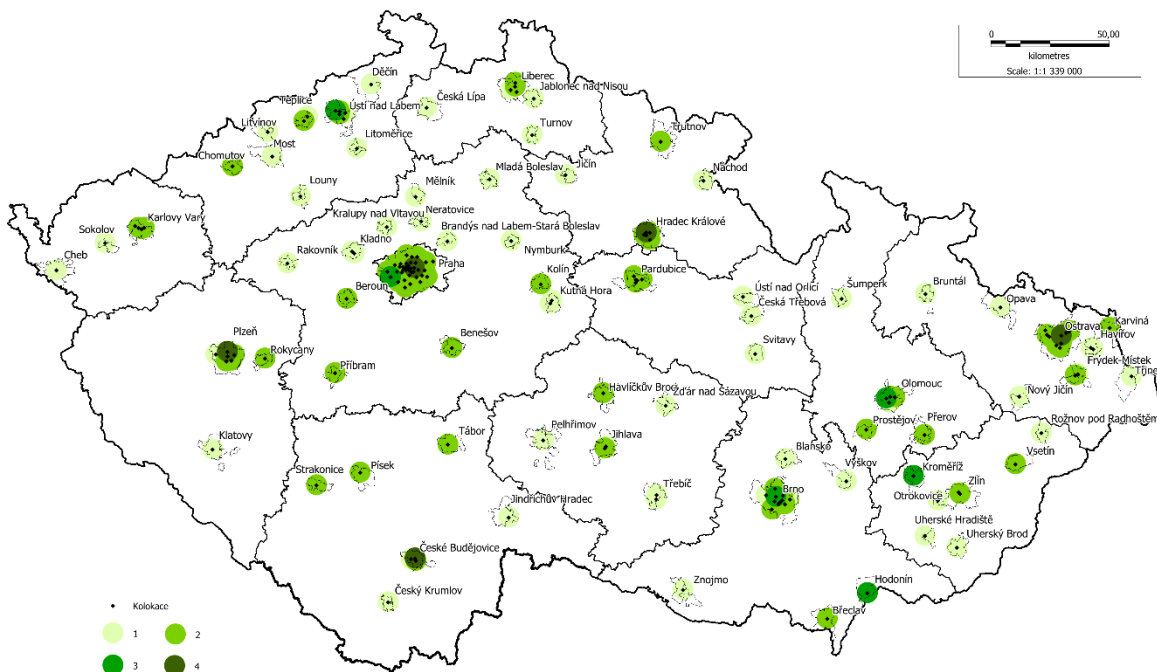 0
50,00
kilometres
Scale: 1:1 339 000
Děčín
Liberec
Teplice
Ústí nad Labem
Česká Lípa
Jablonec nad Nisou
Litvínov
Litoměřice
Turnov
Trutnov
Most
Chomutov
Mladá Boleslav
Jičín
Náchod
Louny
Mělník
Karlovy Vary
Kralupy nad Vltavou
Neratovice
Hradec Králové
Sokolov
Kladno
Brandýs nad Labem-Stará Boleslav
Cheb
Rakovník
Praha
Nymburk
Kolín
Pardubice
Beroun
Kutná Hora
Ústí nad Orlicí
Česká Třebová
Šumperk
Bruntál
Opava
Karviná
Ostrava
Havířov
Plzeň
Rokycany
Benešov
Svitavy
Příbram
Frýdek-Místek
Třine
Havlíčkův Brod
Žďár nad Sázavou
Olomouc
Nový Jičín
Prostějov
Přerov
Rožnov pod Radhoštěm
Klatovy
Tábor
Pelhřimov
Jihlava
Blansko
Vsetín
Strakonice
Písek
Vyškov
Kroměříž
Třebíč
Brno
Zlín
Otrokovice
Jindřichův Hradec
Uherské Hradiště
Uherský Brod
České Budějovice
Český Krumlov
Znojmo
Hodonín
Břeclav
Kolokace
1
2
3
4